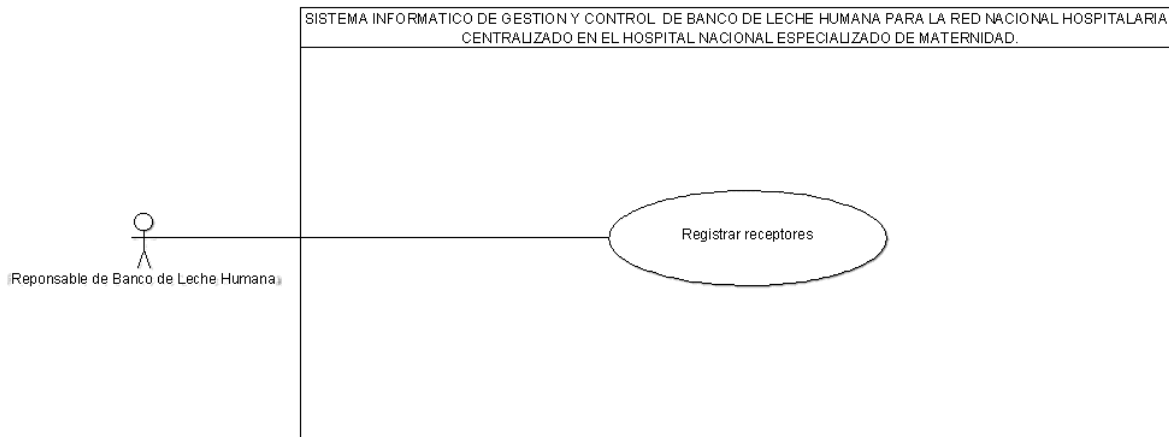 SISTEMA INFORMATICO DE GESTION Y CONTROL DE BANCO DE LECHE HUMANA PARA LA RED NACIONAL HOSPITALARIA
CENTRALIZADO EN EL HOSPITAL NACIONAL ESPECIALIZADO DE MATERNIDAD.
Registrar receptores
Reponsable de Banco de Leche Humana